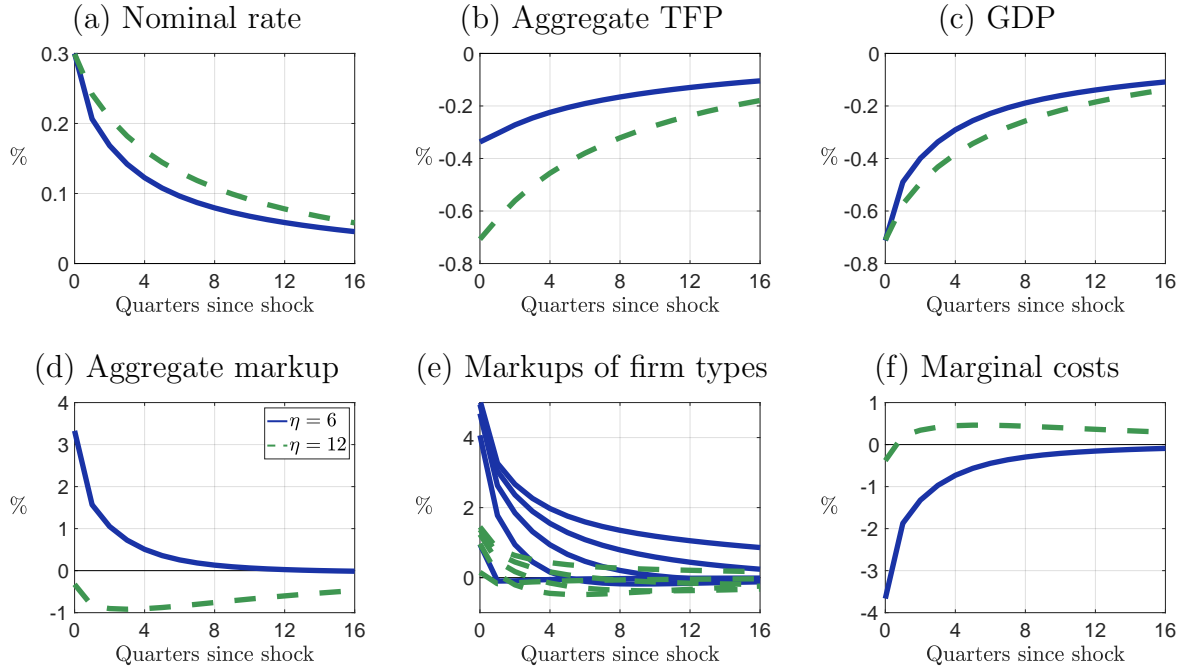 (a) Nominal rate
0.3
0.2
0.1
0
%
0 4 8 12 16
Quarters since shock
(b) Aggregate TFP
0
-0.2
-0.4
-0.6
-0.8
%
0 4 8 12 16
Quarters since shock
(c) GDP
0
-0.2
-0.4
-0.6
-0.8
%
0 4 8 12 16
Quarters since shock
(d) Aggregate markup
4
3
2
1
0
-1
%
η = 6
η = 12
0 4 8 12 16
Quarters since shock
(e) Markups of firm types
4
2
0
%
0 4 8 12 16
Quarters since shock
(f) Marginal costs
1
0
-1
-2
-3
-4
%
0 4 8 12 16
Quarters since shock